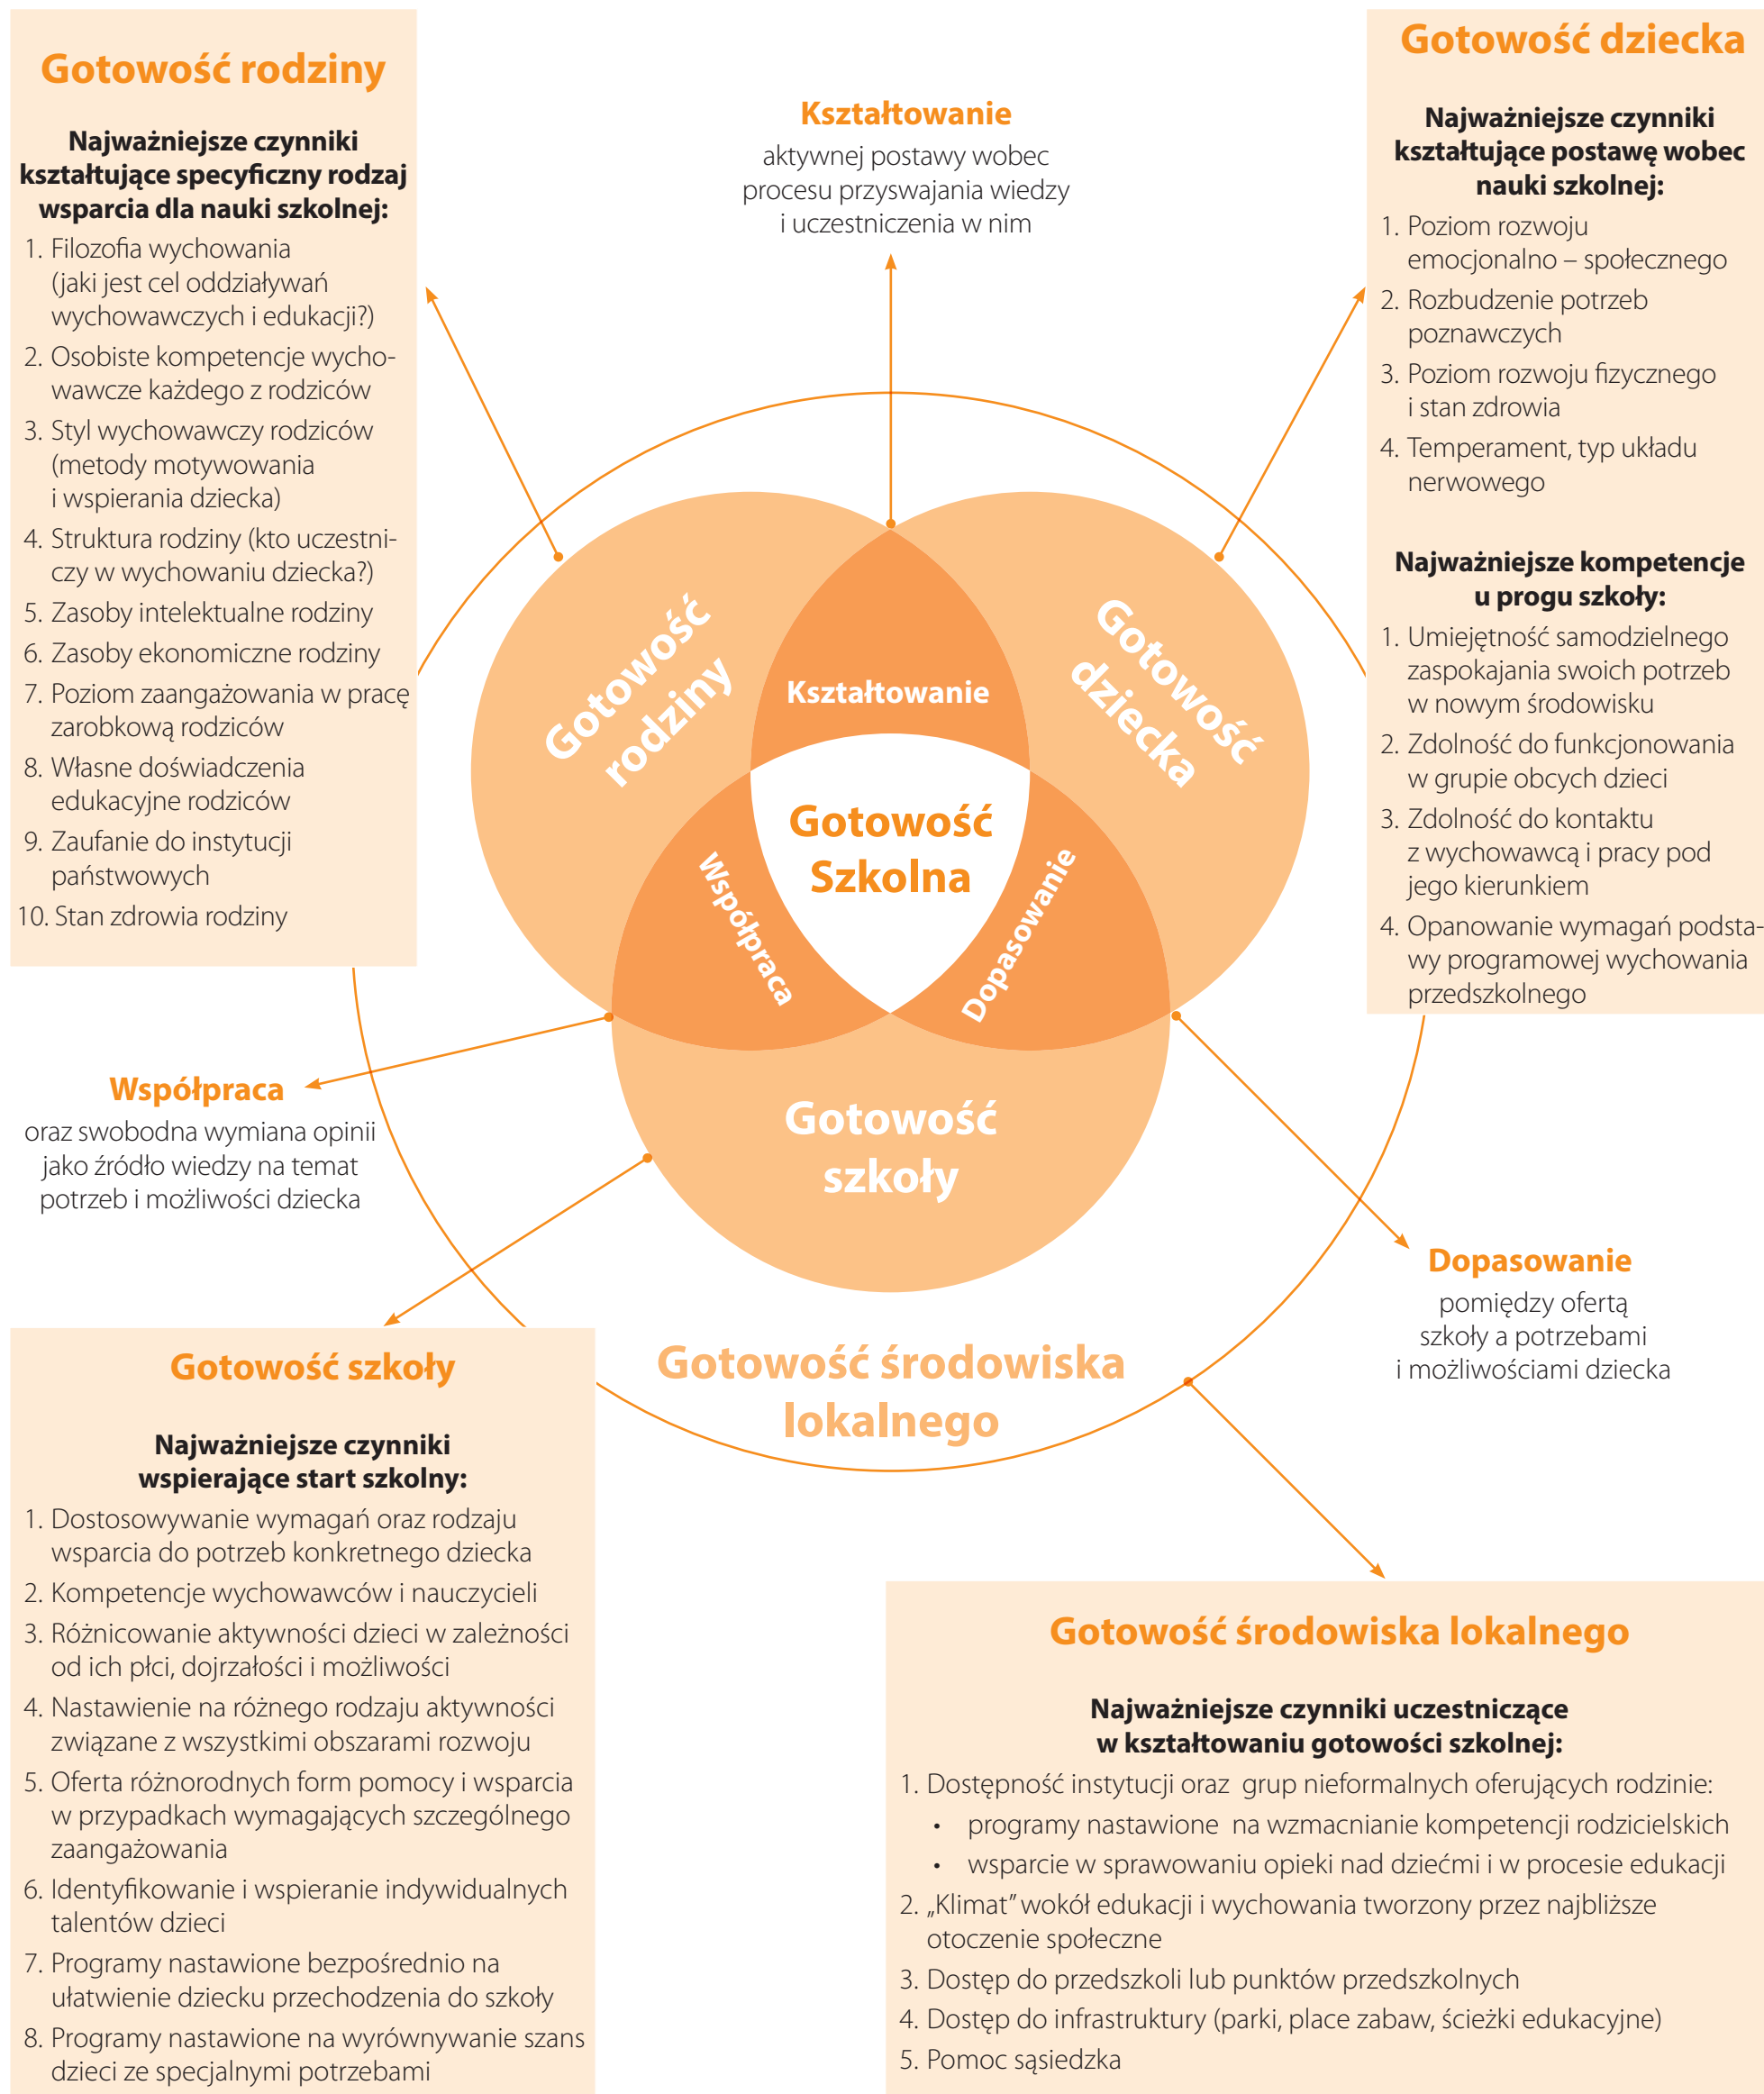 Gotowość rodziny
Najważniejsze czynniki
kształtujące specyficzny rodzaj
wsparcia dla nauki szkolnej:
1. Filozofia wychowania
(jaki jest cel oddziaływań
wychowawczych i edukacji?)
2. Osobiste kompetencje wycho-
wawcze każdego z rodziców
3. Styl wychowawczy rodziców
(metody motywowania
i wspierania dziecka)
4. Struktura rodziny (kto uczestni-
czy w wychowaniu dziecka?)
5. Zasoby intelektualne rodziny
6. Zasoby ekonomiczne rodziny
7. Poziom zaangażowania w pracę
zarobkową rodziców
8. Własne doświadczenia
edukacyjne rodziców
9. Zaufanie do instytucji
państwowych
10. Stan zdrowia rodziny
Kształtowanie
aktywnej postawy wobec
procesu przyswajania wiedzy
i uczestniczenia w nim
Gotowość dziecka
Najważniejsze czynniki
kształtujące postawę wobec
nauki szkolnej:
1. Poziom rozwoju
emocjonalno – społecznego
2. Rozbudzenie potrzeb
poznawczych
3. Poziom rozwoju fizycznego
i stan zdrowia
4. Temperament, typ układu
nerwowego
Najważniejsze kompetencje
u progu szkoły:
1. Umiejętność samodzielnego
zaspokajania swoich potrzeb
w nowym środowisku
2. Zdolność do funkcjonowania
w grupie obcych dzieci
3. Zdolność do kontaktu
z wychowawcą i pracy pod
jego kierunkiem
4. Opanowanie wymagań podsta-
wy programowej wychowania
przedszkolnego
Gotowość
rodziny
Kształtowanie
Gotowość
dziecka
Gotowość
Szkolna
Współpraca
Dopasowanie
Gotowość
szkoły
Gotowość środowiska
lokalnego
Współpraca
oraz swobodna wymiana opinii
jako źródło wiedzy na temat
potrzeb i możliwości dziecka
Dopasowanie
pomiędzy ofertą
szkoły a potrzebami
i możliwościami dziecka
Gotowość szkoły
Najważniejsze czynniki
wspierające start szkolny:
1. Dostosowywanie wymagań oraz rodzaju
wsparcia do potrzeb konkretnego dziecka
2. Kompetencje wychowawców i nauczycieli
3. Różnicowanie aktywności dzieci w zależności
od ich płci, dojrzałości i możliwości
4. Nastawienie na różnego rodzaju aktywności
związane z wszystkimi obszarami rozwoju
5. Oferta różnorodnych form pomocy i wsparcia
w przypadkach wymagających szczególnego
zaangażowania
6. Identyfikowanie i wspieranie indywidualnych
talentów dzieci
7. Programy nastawione bezpośrednio na
ułatwienie dziecku przechodzenia do szkoły
8. Programy nastawione na wyrównywanie szans
dzieci ze specjalnymi potrzebami
Gotowość środowiska lokalnego
Najważniejsze czynniki uczestniczące
w kształtowaniu gotowości szkolnej:
1. Dostępność instytucji oraz grup nieformalnych oferujących rodzinie:
• programy nastawione na wzmacnianie kompetencji rodzicielskich
• wsparcie w sprawowaniu opieki nad dziećmi i w procesie edukacji
2. „Klimat” wokół edukacji i wychowania tworzony przez najbliższe
otoczenie społeczne
3. Dostęp do przedszkoli lub punktów przedszkolnych
4. Dostęp do infrastruktury (parki, place zabaw, ścieżki edukacyjne)
5. Pomoc sąsiedzka